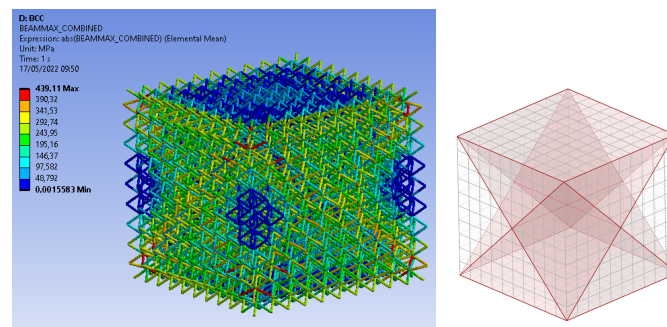 D: BCC
BEAMMAX_COMBINED
Expression: abs(BEAMMAX_COMBINED) (Elemental Mean)
Unit: MPa
Time: 1 s
17/05/2022 09:50
439,11 Max
390,32
341,53
292,74
243,95
195,16
146,37
97,582
48,792
0,0015583 Min